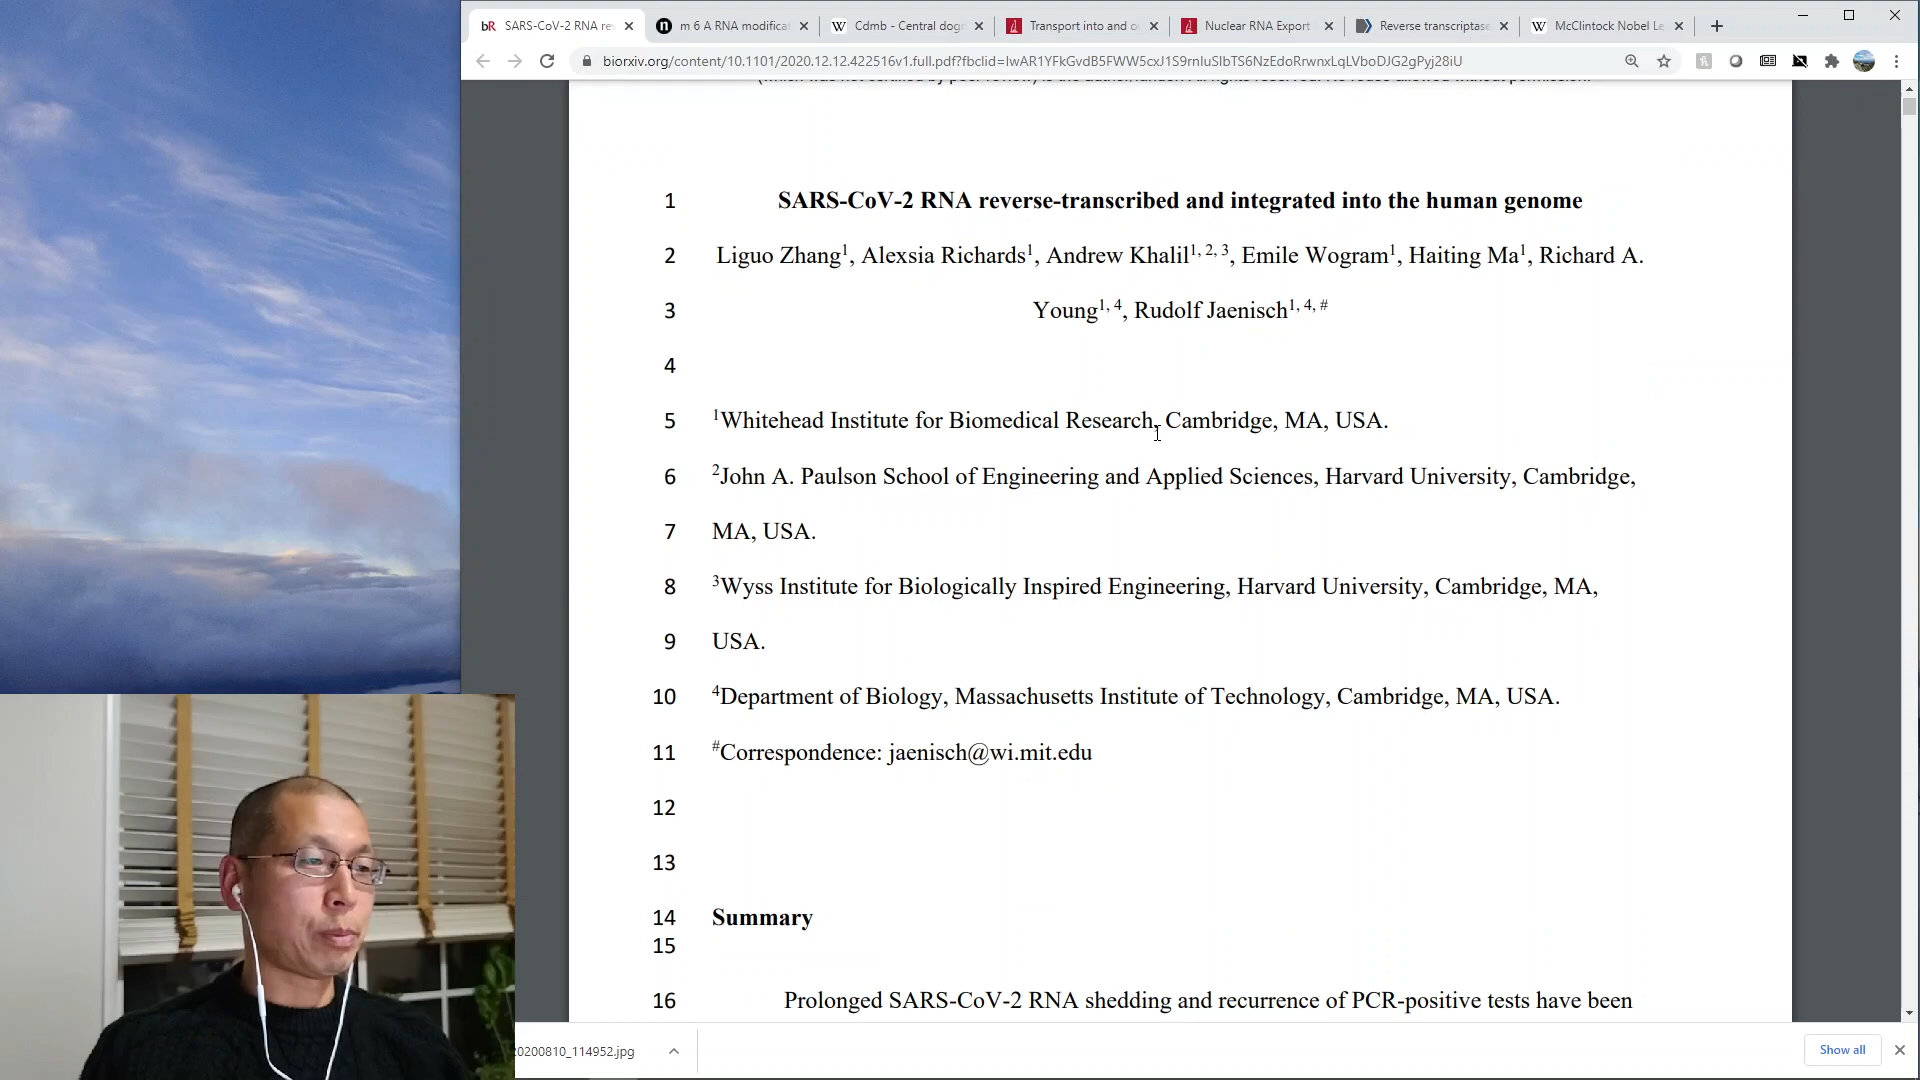 SARS-CoV-2 RNA re
m 6 A RNA modificat
Cdmb - Central dog
Transport into and o
Nuclear RNA Export
Reverse transcriptase
McClintock Nobel Le
biorxiv.org/content/10.1101/2020.12.12.422516v1.full.pdf?fbclid=IwAR1YFkGvdB5FWW5cxJ1S9rnIuSIbTS6NzEdoRrwnxLqLVboDJG2gPyj28iU
1 SARS-CoV-2 RNA reverse-transcribed and integrated into the human genome
2 Liguo Zhang1, Alexsia Richards1, Andrew Khalil1, 2, 3, Emile Wogram1, Haiting Ma1, Richard A.
3 Young1, 4, Rudolf Jaenisch1, 4, #
4
5 1Whitehead Institute for Biomedical Research, Cambridge, MA, USA.
6 2John A. Paulson School of Engineering and Applied Sciences, Harvard University, Cambridge,
7 MA, USA.
8 3Wyss Institute for Biologically Inspired Engineering, Harvard University, Cambridge, MA,
9 USA.
10 4Department of Biology, Massachusetts Institute of Technology, Cambridge, MA, USA.
11 #Correspondence: jaenisch@wi.mit.edu
12
13
14 Summary
15
16 Prolonged SARS-CoV-2 RNA shedding and recurrence of PCR-positive tests have been
20200810_114952.jpg
Show all